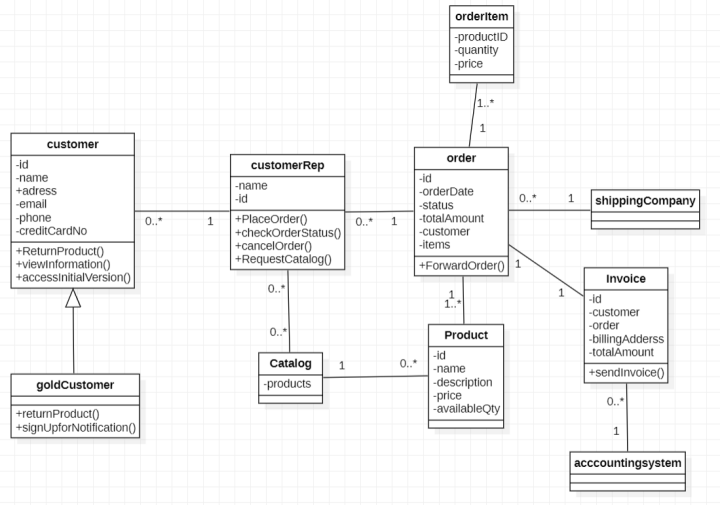 orderItem
-productID
-quantity
-price
1..*
1
customer
-id
-name
+adress
-email
-phone
-creditCardNo
+ReturnProduct()
+viewInformation()
+accessInitialVersion()
0..*
1
customerRep
-name
-id
+PlaceOrder()
+checkOrderStatus()
+cancelOrder()
+RequestCatalog()
0..*
1
order
-id
-orderDate
-status
-totalAmount
-customer
-items
+ForwardOrder()
0..*
1
shippingCompany
1
1
Invoice
-id
-customer
-order
-billingAdderss
-totalAmount
+sendInvoice()
0..*
0..*
1
1..*
goldCustomer
+returnProduct()
+signUpforNotification()
Catalog
-products
1
0..*
Product
-id
-name
-description
-price
-availableQty
0..*
1
acccountingsystem